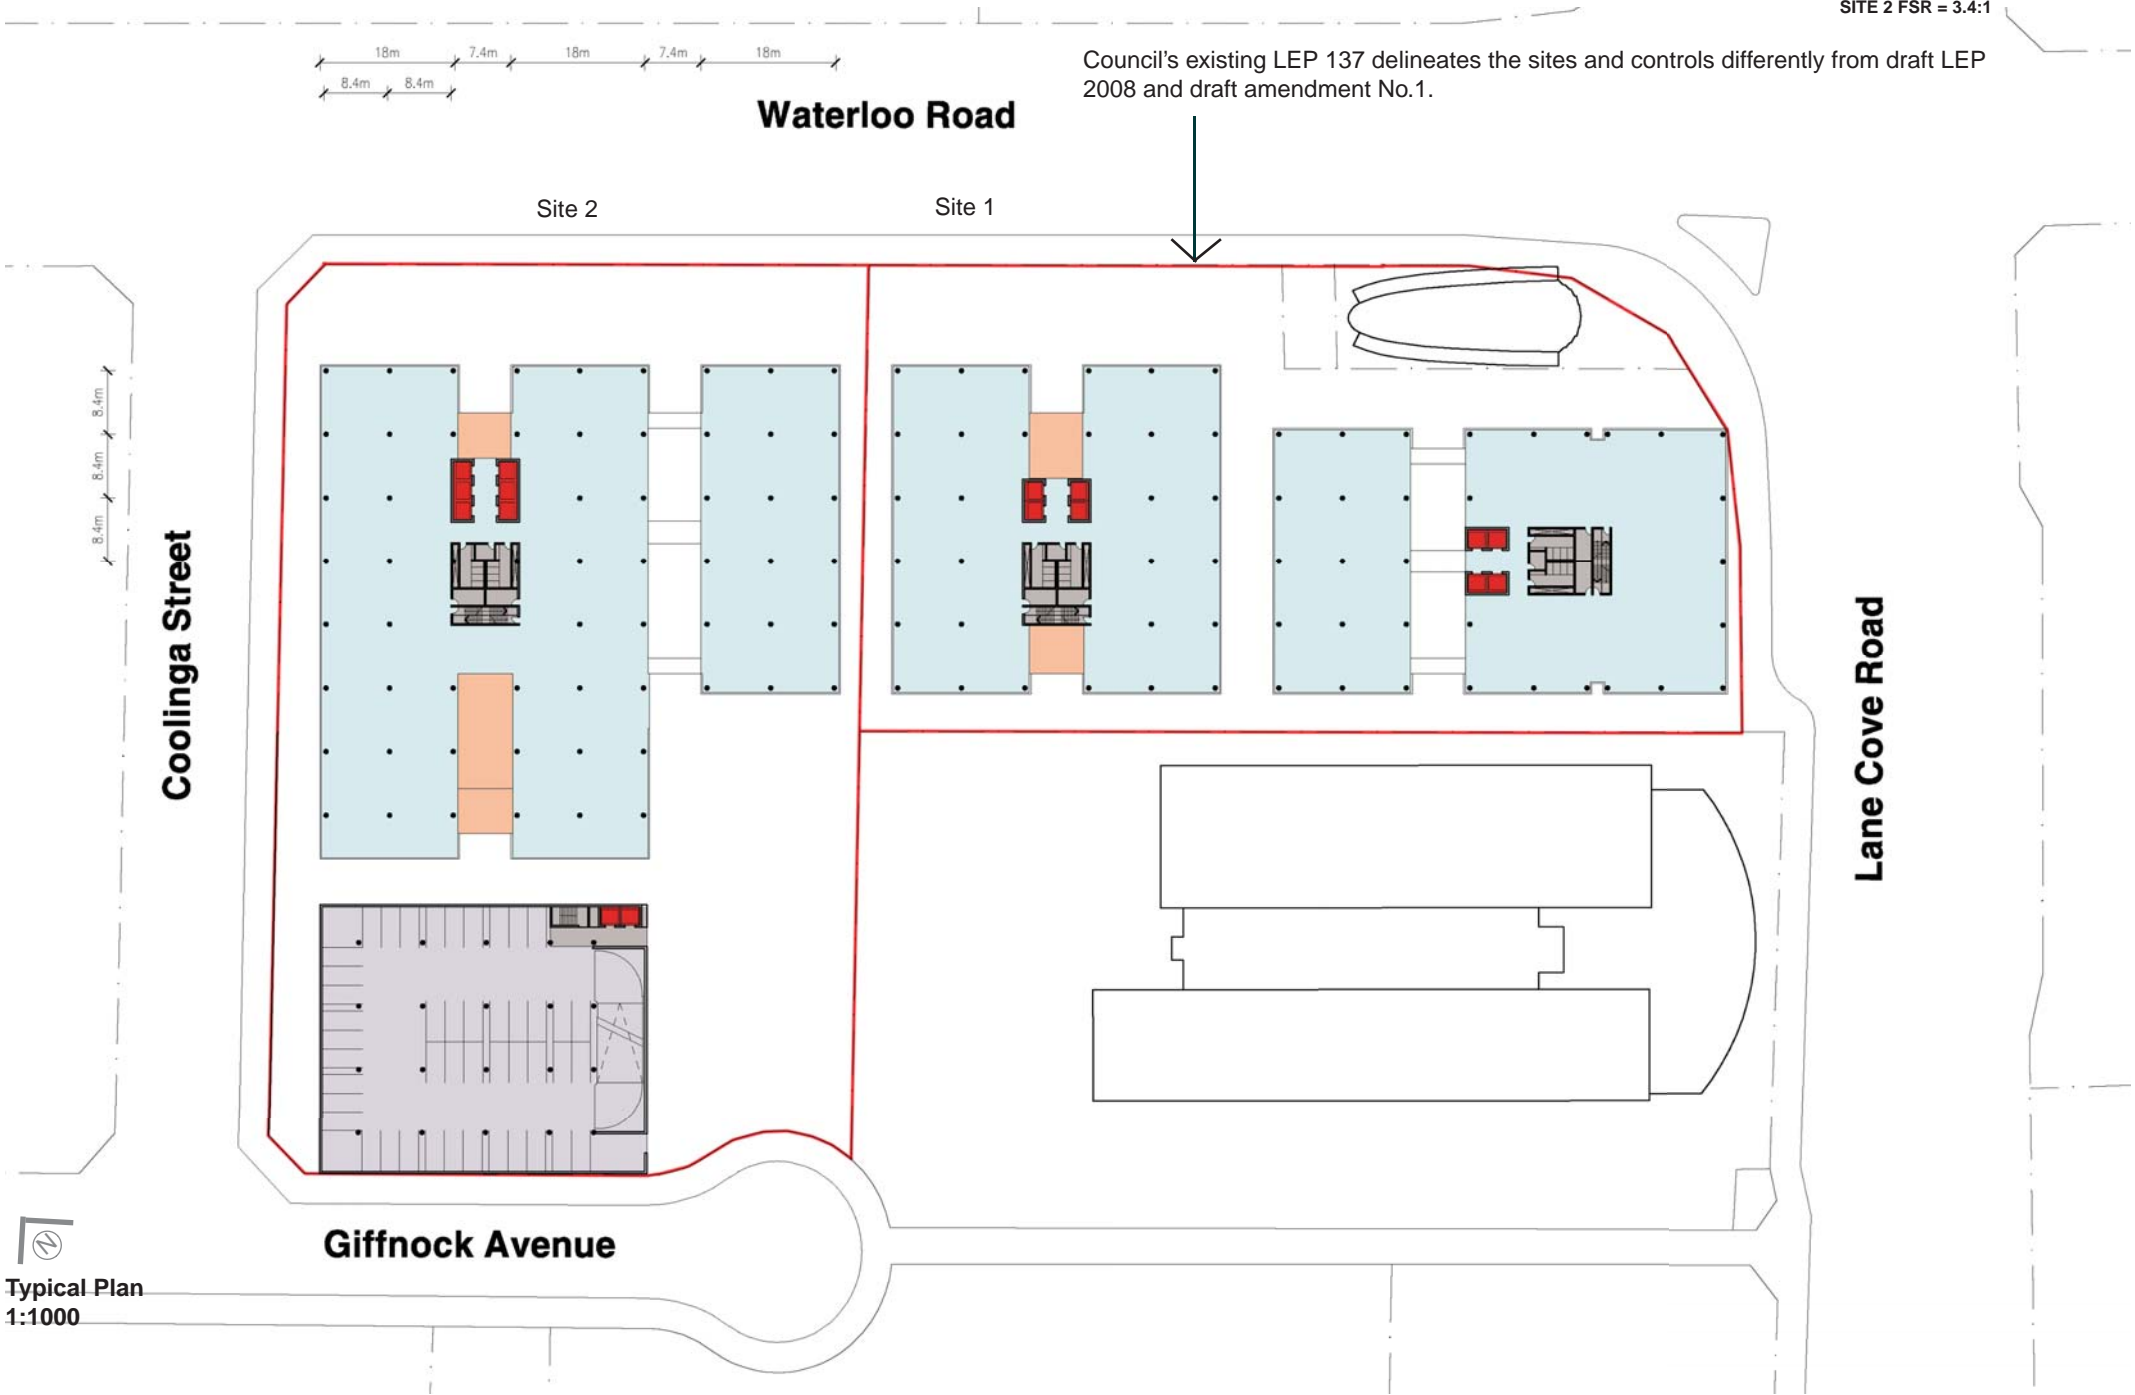 SITE 2 FSR = 3.4:1
18m 7.4m 18m 7.4m 18m
8.4m 8.4m
Council's existing LEP 137 delineates the sites and controls differently from draft LEP
2008 and draft amendment No.1.
Waterloo Road
Site 2
Site 1
8.4m
8.4m
8.4m
Coolinga Street
Lane Cove Road
Giffnock Avenue
N
Typical Plan
1:1000